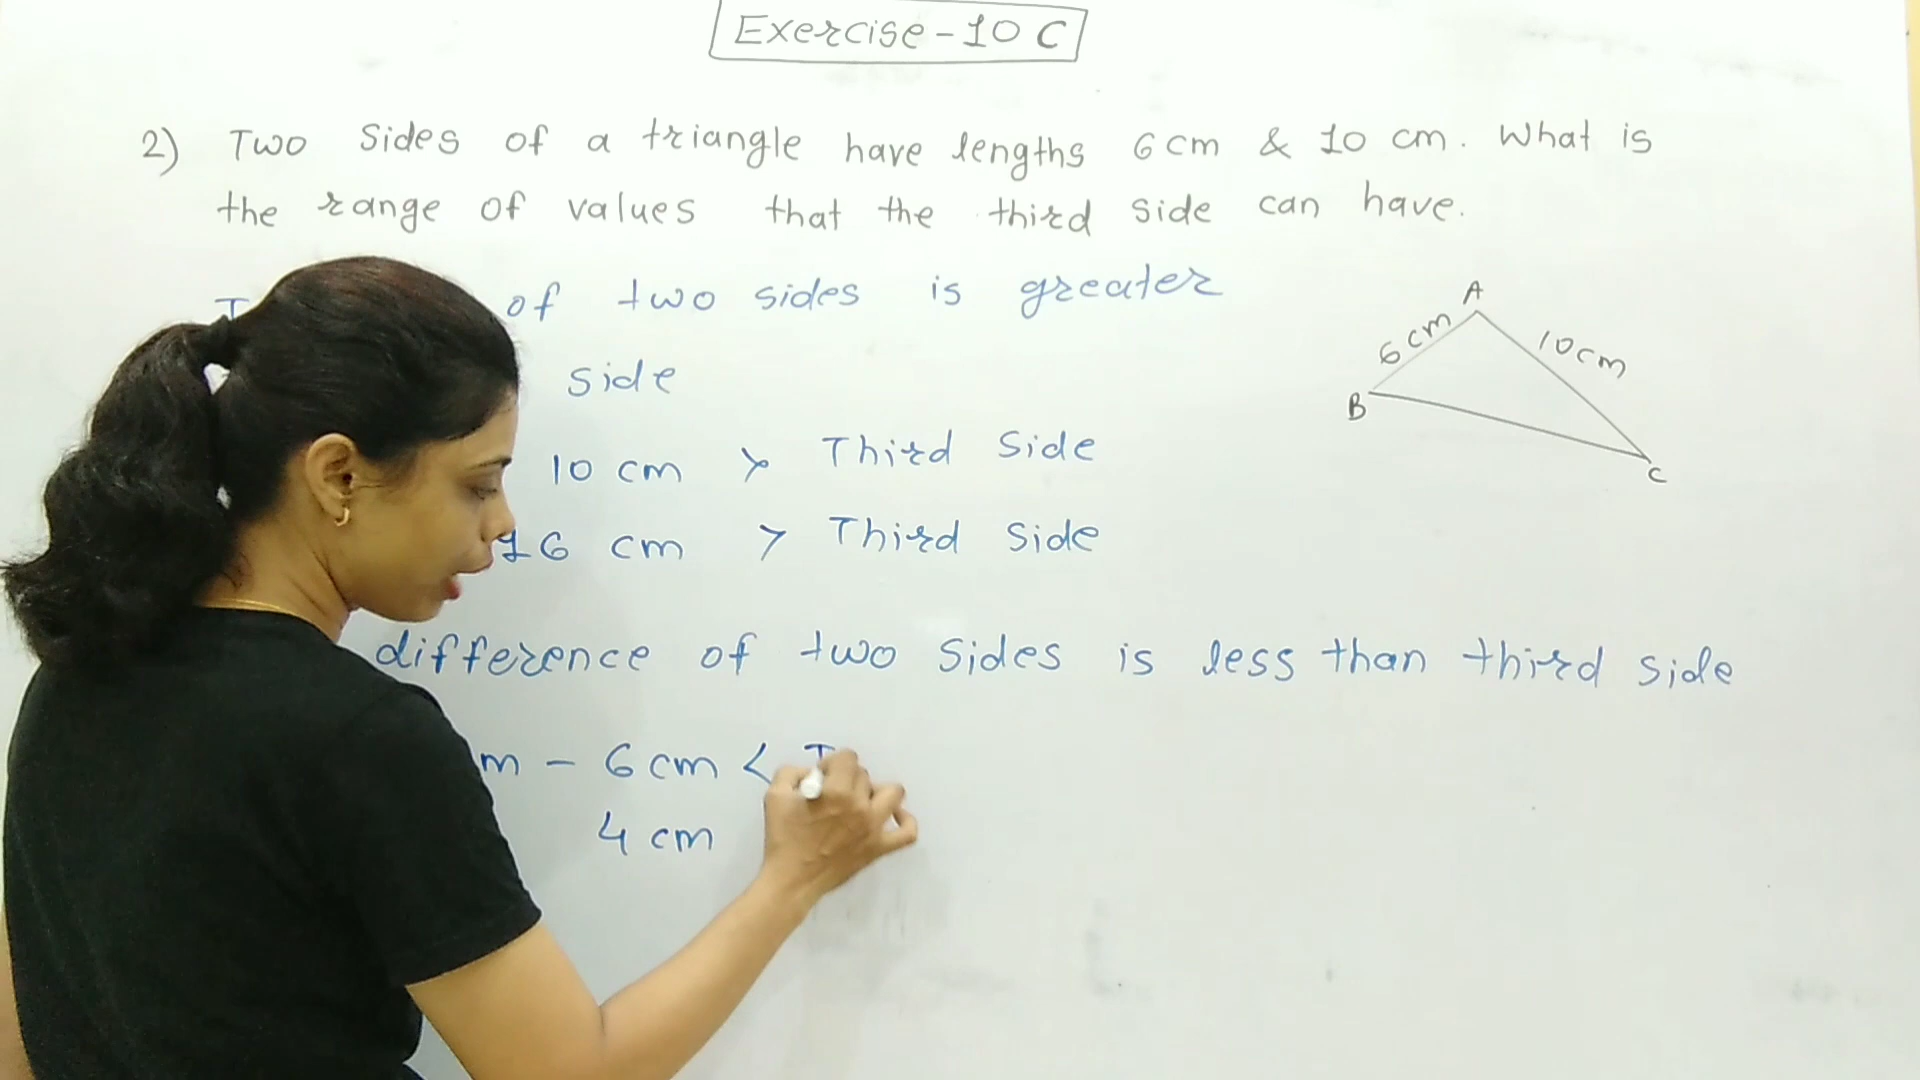 Exercise - 10 C
2) Two sides of a triangle have lengths 6 cm & 10 cm. What is
the range of values that the third side can have.
of two sides is greater
side
10 cm > Third Side
16 cm > Third Side
difference of two sides is less than third side
m - 6 cm < T
4 cm
A
6 cm
10 cm
B
C